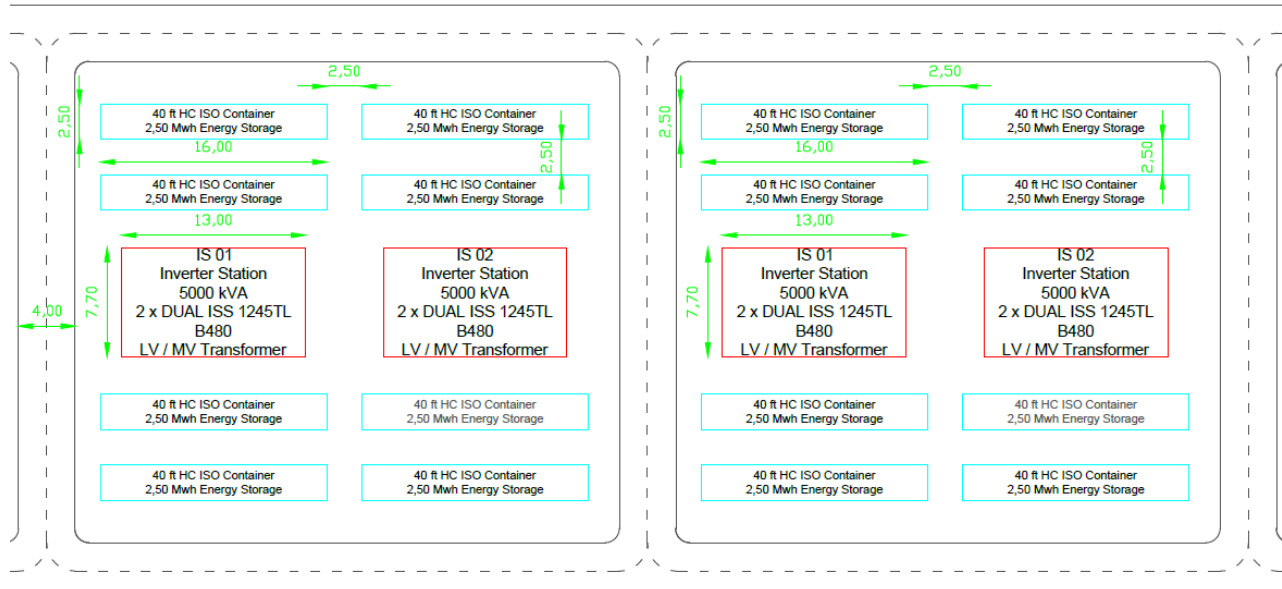 2,50
2,50
2,50
40 ft HC ISO Container
2,50 Mwh Energy Storage
40 ft HC ISO Container
2,50 Mwh Energy Storage
2,50
40 ft HC ISO Container
2,50 Mwh Energy Storage
40 ft HC ISO Container
2,50 Mwh Energy Storage
16,00
2,50
16,00
2,50
40 ft HC ISO Container
2,50 Mwh Energy Storage
40 ft HC ISO Container
2,50 Mwh Energy Storage
40 ft HC ISO Container
2,50 Mwh Energy Storage
40 ft HC ISO Container
2,50 Mwh Energy Storage
13,00
13,00
4,00
7,70
IS 01
Inverter Station
5000 kVA
2 x DUAL ISS 1245TL
B480
LV / MV Transformer
IS 02
Inverter Station
5000 kVA
2 x DUAL ISS 1245TL
B480
LV / MV Transformer
7,70
IS 01
Inverter Station
5000 kVA
2 x DUAL ISS 1245TL
B480
LV / MV Transformer
IS 02
Inverter Station
5000 kVA
2 x DUAL ISS 1245TL
B480
LV / MV Transformer
40 ft HC ISO Container
2,50 Mwh Energy Storage
40 ft HC ISO Container
2,50 Mwh Energy Storage
40 ft HC ISO Container
2,50 Mwh Energy Storage
40 ft HC ISO Container
2,50 Mwh Energy Storage
40 ft HC ISO Container
2,50 Mwh Energy Storage
40 ft HC ISO Container
2,50 Mwh Energy Storage
40 ft HC ISO Container
2,50 Mwh Energy Storage
40 ft HC ISO Container
2,50 Mwh Energy Storage